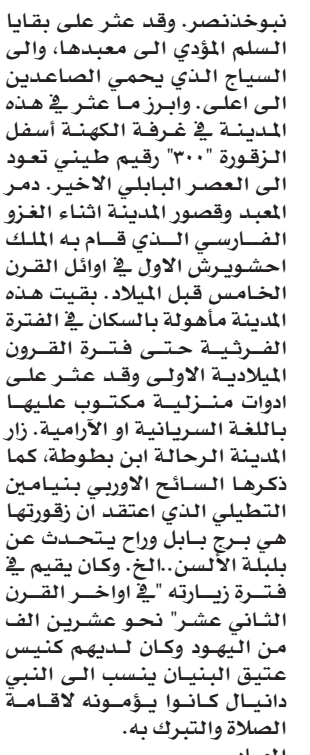 نبوخذنصر. وقد عثر على بقايا
السلم المؤدي الى معبدها، والى
السياج الذي يحمي الصاعدين
الى اعلى. وابرز ما عثر في هذه
المدينة في غرفة الكهنة أسفل
الزقورة "٣٠٠" رقيم طيني تعود
الى العصر البابلي الاخير. دمر
المعبد وقصور المدينة اثناء الغزو
الفارسي الذي قام به الملك
احشويرش الاول في اوائل القرن
الخامس قبل الميلاد. بقيت هذه
المدينة مأهولة بالسكان في الفترة
الفرثية حتى فترة القرون
الميلادية الاولى وقد عثر على
ادوات منزلية مكتوب عليها
باللغة السريانية او الآرامية. زار
المدينة الرحالة ابن بطوطة، كما
ذكرها السائح الاوربي بنيامين
التطيلي الذي اعتقد ان زقورتها
هي برج بابل وراح يتحدث عن
بلبلة الألسن..الخ. وكان يقيم في
فترة زيارته "في اواخر القرن
الثاني عشر" نحو عشرين الف
من اليهود وكان لديهم كنيس
عتيق البنيان ينسب الى النبي
دانيال كانوا يؤمونه لاقامة
الصلاة والتبرك به.